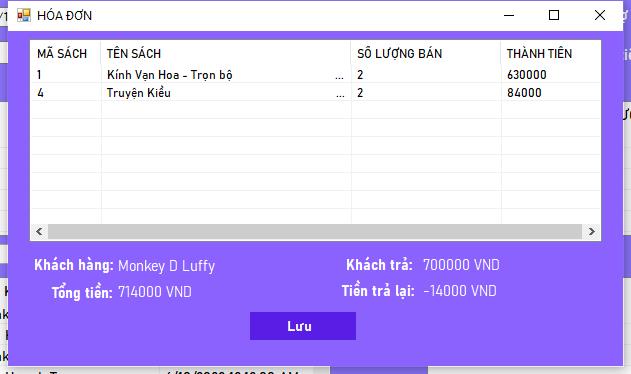 HÓA ĐƠN
MÃ SÁCH TÊN SÁCH SỐ LƯỢNG BÁN THÀNH TIỀN
1 Kính Vạn Hoa - Trọn bộ ... 2 630000
4 Truyện Kiều ... 2 84000
Khách hàng: Monkey D Luffy Khách trả: 700000 VND
Tổng tiền: 714000 VND Tiền trả lại: -14000 VND
Lưu